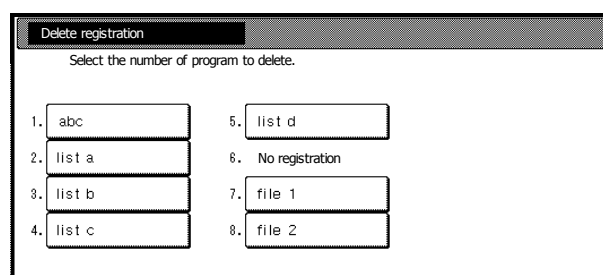 Delete registration
Select the number of program to delete.
1. abc
2. list a
3. list b
4. list c
5. list d
6. No registration
7. file 1
8. file 2